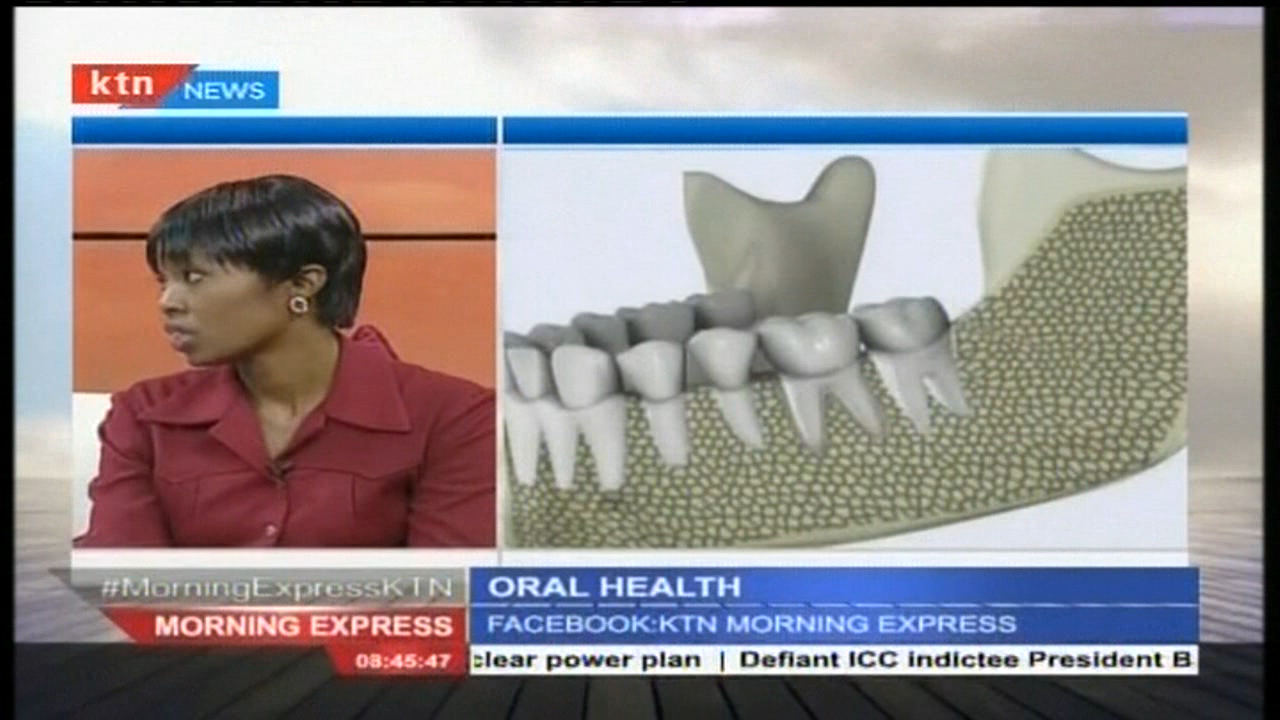 ktn
NEWS
#MorningExpressKTN
ORAL HEALTH
MORNING EXPRESS
FACEBOOK:KTN MORNING EXPRESS
08:45:47
clear power plan | Defiant ICC indictee President B